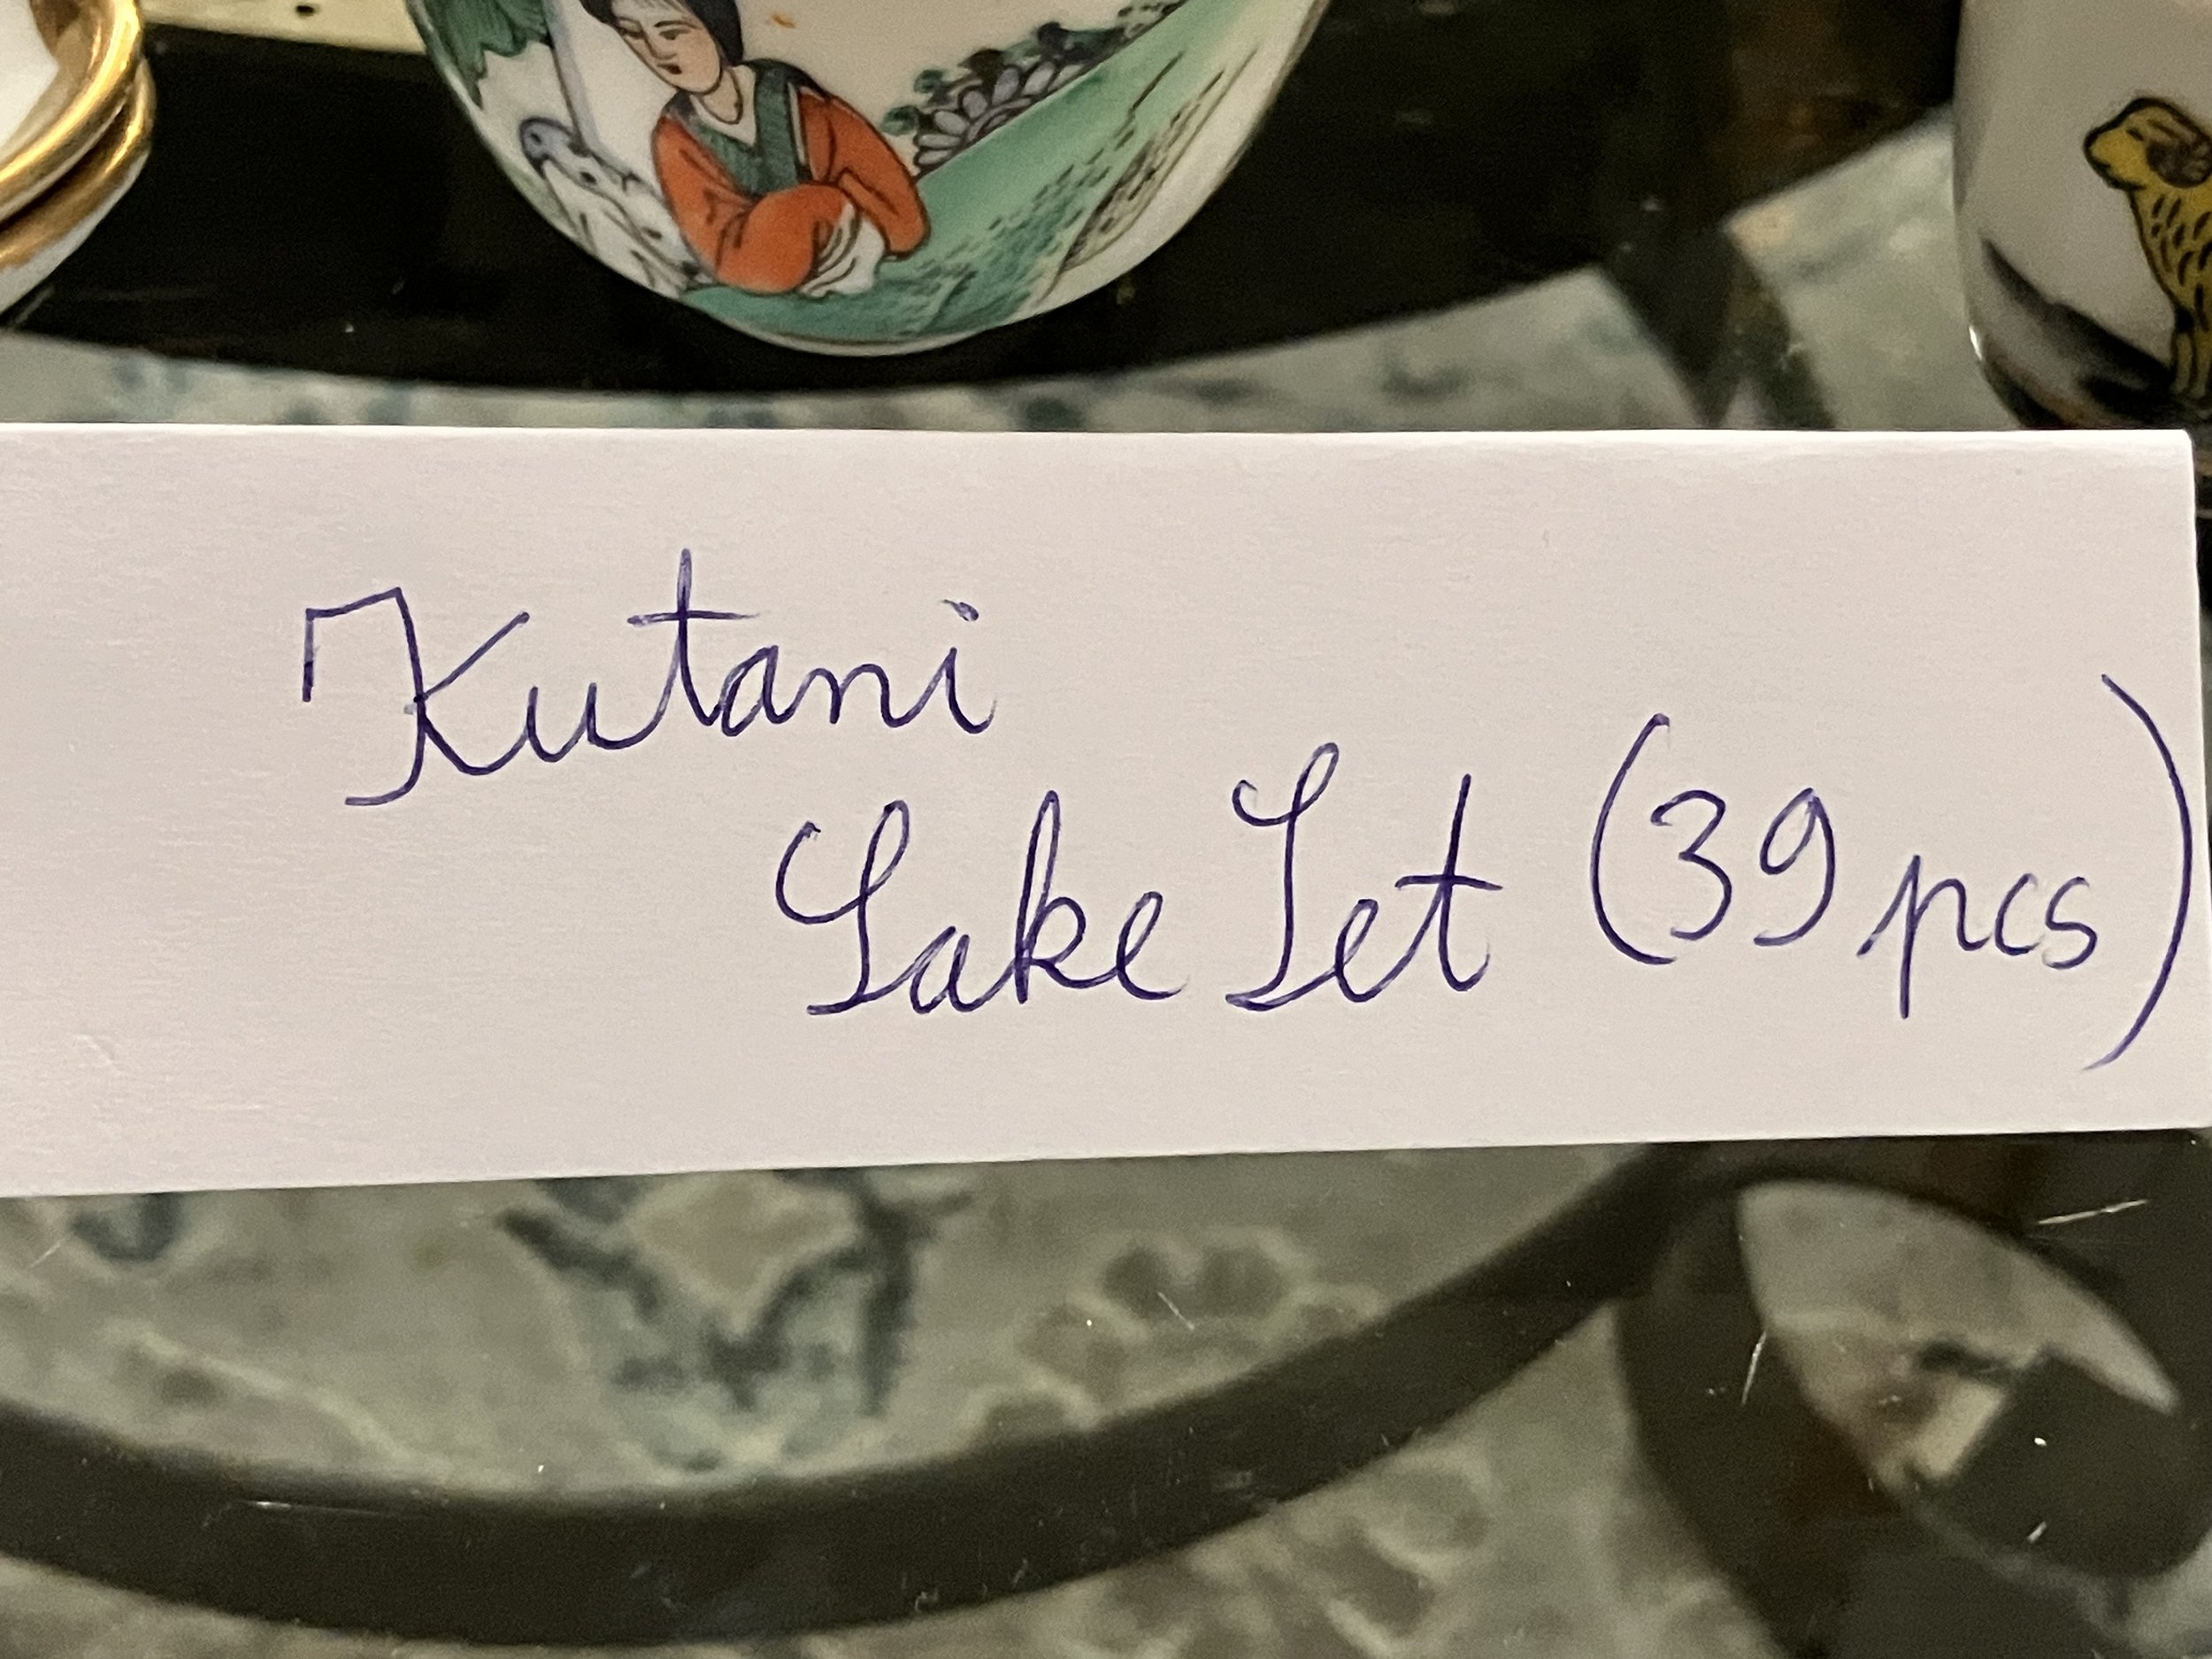 Kutani
Sake Set (39 pcs)